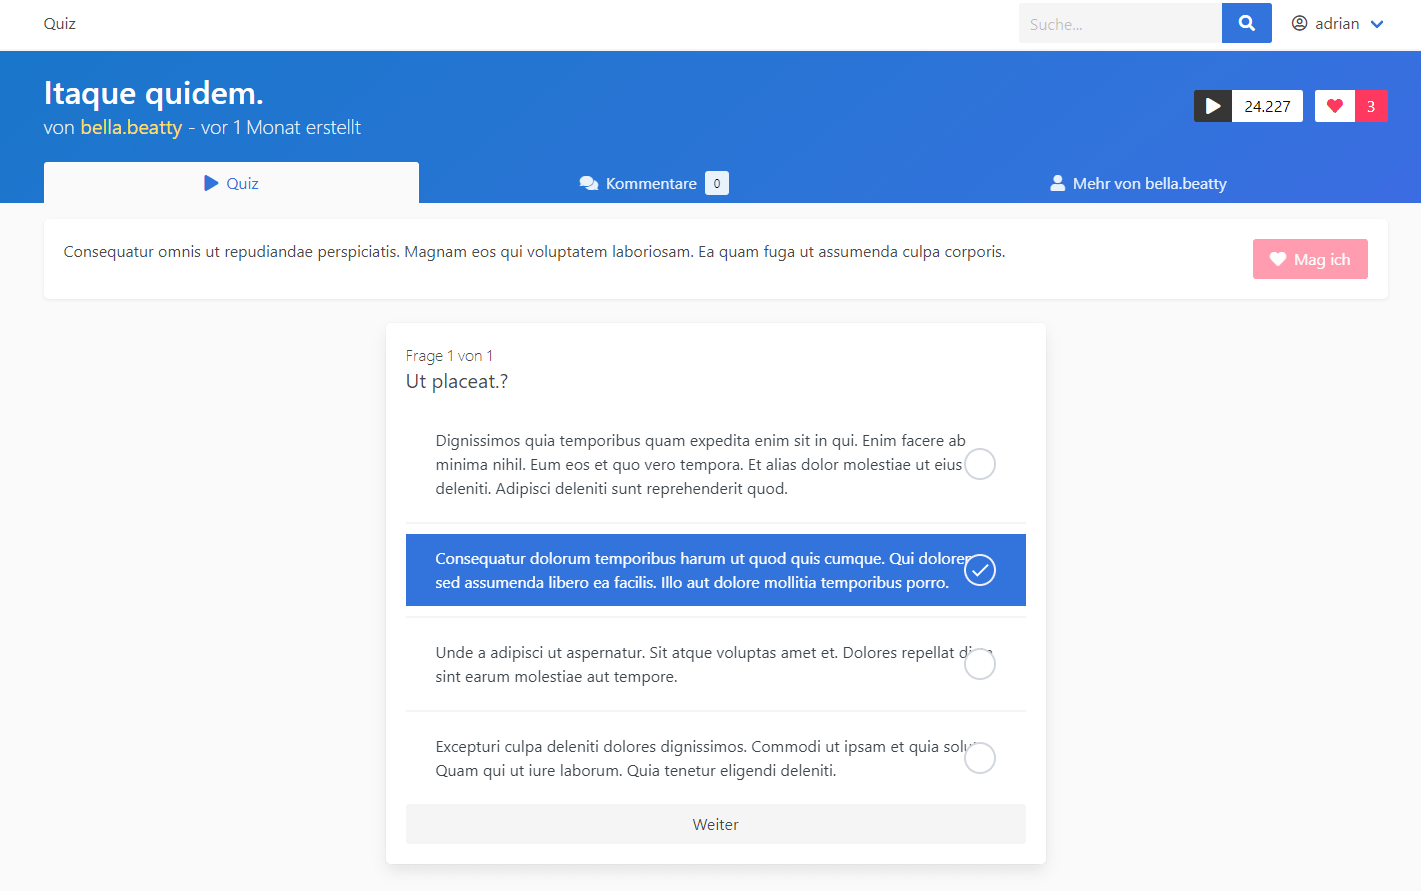 Quiz
Suche...
adrian
Itaque quidem.
von bella.beatty - vor 1 Monat erstellt
24.227
3
Quiz
Kommentare 0
Mehr von bella.beatty
Consequatur omnis ut repudiandae perspiciatis. Magnam eos qui voluptatem laboriosam. Ea quam fuga ut assumenda culpa corporis.
Mag ich
Frage 1 von 1
Ut placeat.?
Dignissimos quia temporibus quam expedita enim sit in qui. Enim facere ab
minima nihil. Eum eos et quo vero tempora. Et alias dolor molestiae ut eius
deleniti. Adipisci deleniti sunt reprehenderit quod.
Consequatur dolorum temporibus harum ut quod quis cumque. Qui
sed assumenda libero ea facilis. Illo aut dolore mollitia temporibus porro.
Unde a adipisci ut aspernatur. Sit atque voluptas amet et. Dolores repellat
sint earum molestiae aut tempore.
Excepturi culpa deleniti dolores dignissimos. Commodi ut ipsam et quia
Quam qui ut iure laborum. Quia tenetur eligendi deleniti.
Weiter